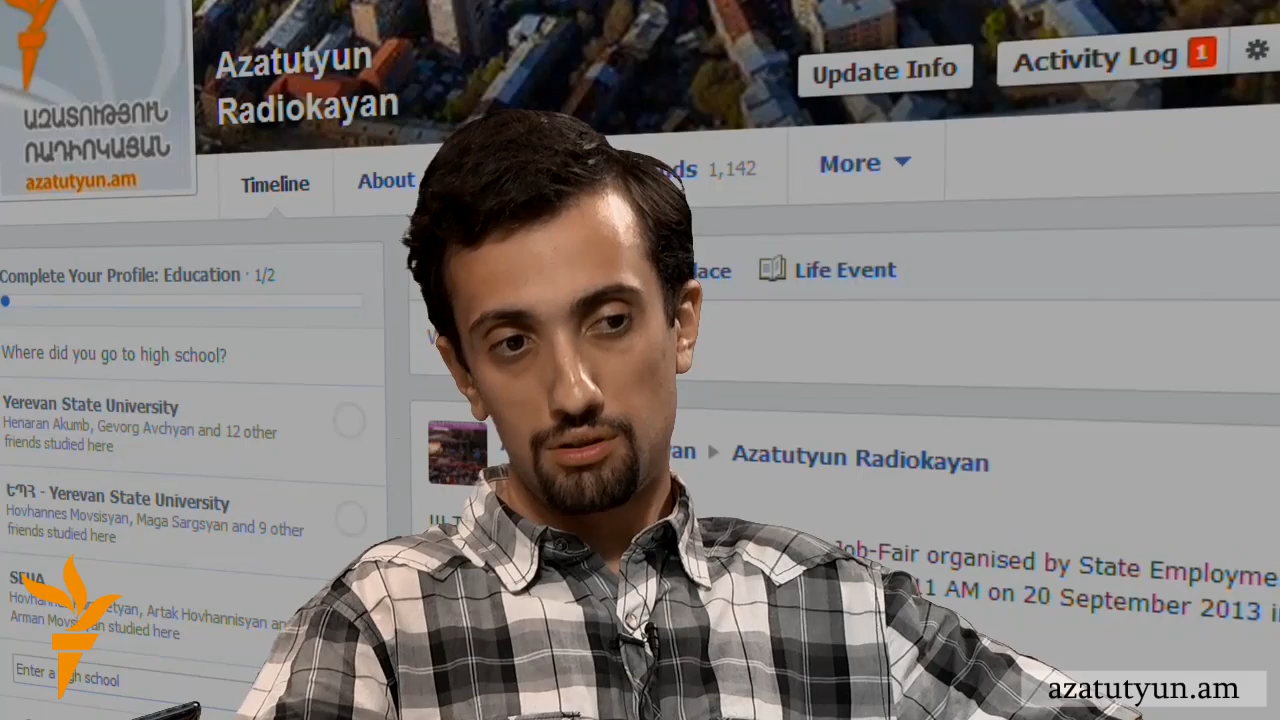 Azatutyun
Radiokayan
Update Info
Activity Log 1
ԱԶԱՏՈՒԹՅՈՒՆ
ՌԱԴԻՈԿԱՅԱՆ
azatutyun.am
Timeline
About
1,142
More
Complete Your Profile: Education · 1/2
Life Event
Where did you go to high school?
Yerevan State University
Henaran Akumb, Gevorg Avchyan and 12 other
friends studied here
Azatutyun Radiokayan
ԵՊՀ - Yerevan State University
Hovhannes Movsisyan, Maga Sargsyan and 9 other
friends studied here
Job-Fair organised by State Employme
11 AM on 20 September 2013 i
Artak Hovhannisyan an
studied here
Enter a high school
azatutyun.am